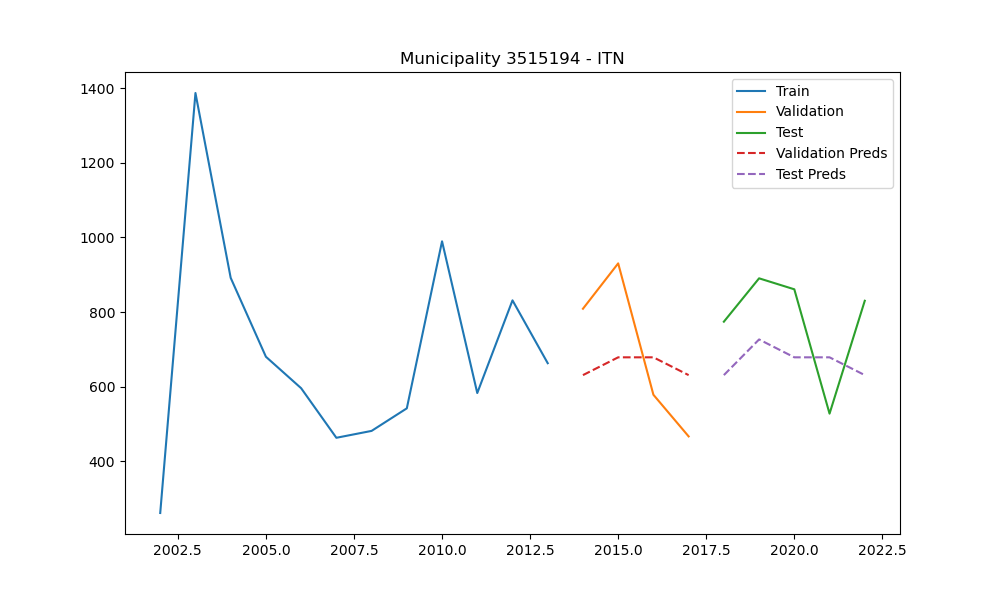 Municipality 3515194 - ITN
1400
1200
1000
800
600
400
Train
Validation
Test
Validation Preds
Test Preds
2002.5 2005.0 2007.5 2010.0 2012.5 2015.0 2017.5 2020.0 2022.5